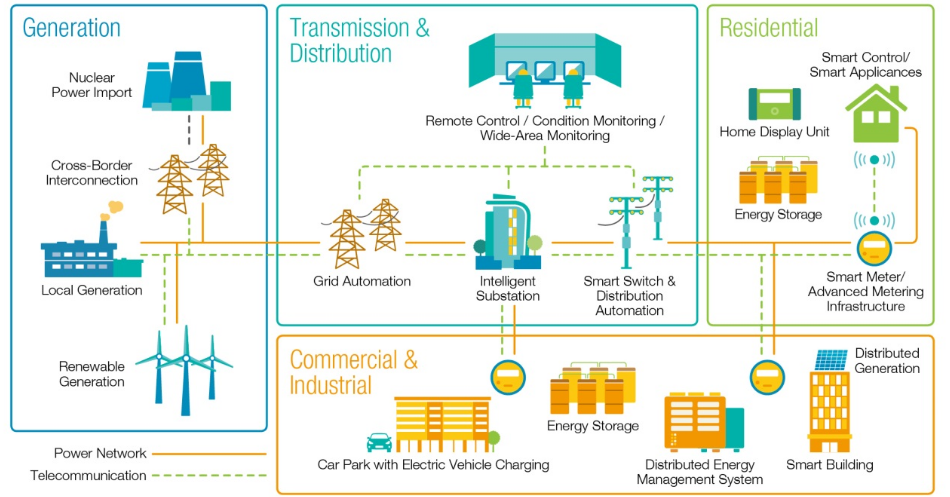 Generation
Nuclear
Power Import
Cross-Border
Interconnection
Local Generation
Renewable
Generation
Transmission &
Distribution
Remote Control / Condition Monitoring /
Wide-Area Monitoring
Grid Automation
Intelligent
Substation
Smart Switch &
Distribution
Automation
Residential
Smart Control/
Smart Applicances
Home Display Unit
Energy Storage
Smart Meter/
Advanced Metering
Infrastructure
Commercial &
Industrial
Car Park with Electric Vehicle Charging
Energy Storage
Distributed Energy
Management System
Distributed
Generation
Smart Building
Power Network
Telecommunication